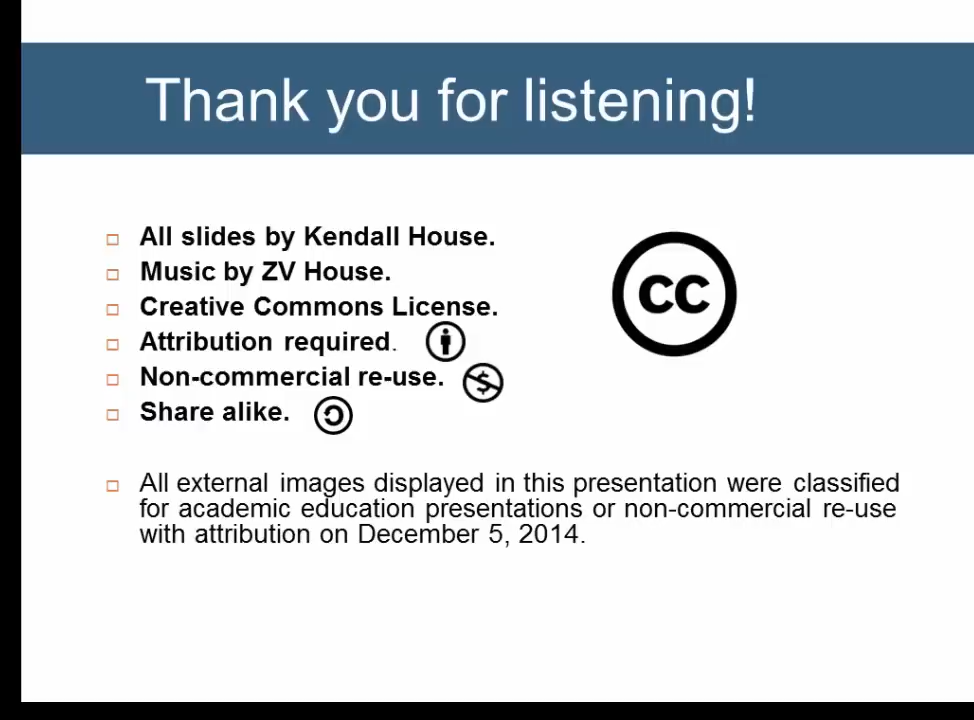 Thank you for listening!
All slides by Kendall House.
Music by ZV House.
Creative Commons License.
Attribution required.
Non-commercial re-use.
Share alike.
cc
All external images displayed in this presentation were classified
for academic education presentations or non-commercial re-use
with attribution on December 5, 2014.